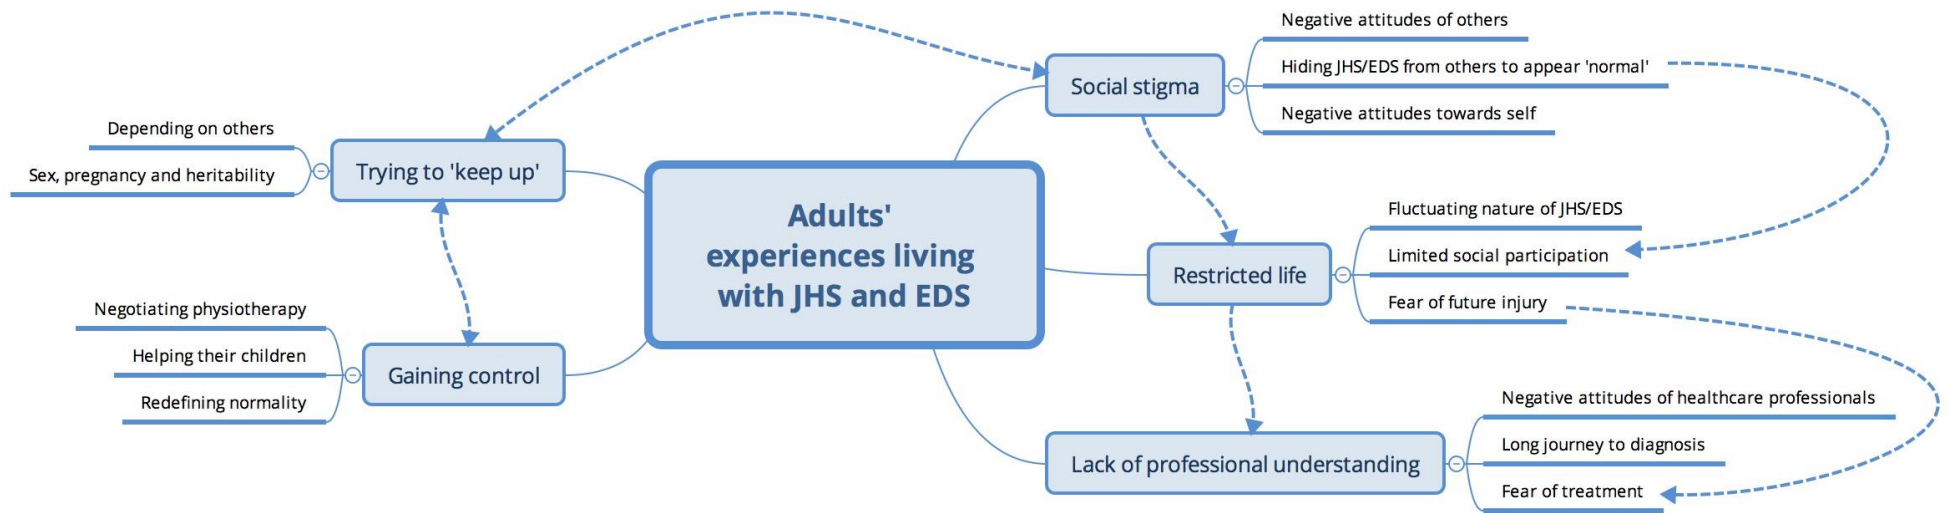 Adults'
experiences living
with JHS and EDS
Social stigma
Negative attitudes of others
Hiding JHS/EDS from others to appear 'normal'
Negative attitudes towards self
Restricted life
Fluctuating nature of JHS/EDS
Limited social participation
Fear of future injury
Lack of professional understanding
Negative attitudes of healthcare professionals
Long journey to diagnosis
Fear of treatment
Trying to 'keep up'
Depending on others
Sex, pregnancy and heritability
Gaining control
Negotiating physiotherapy
Helping their children
Redefining normality